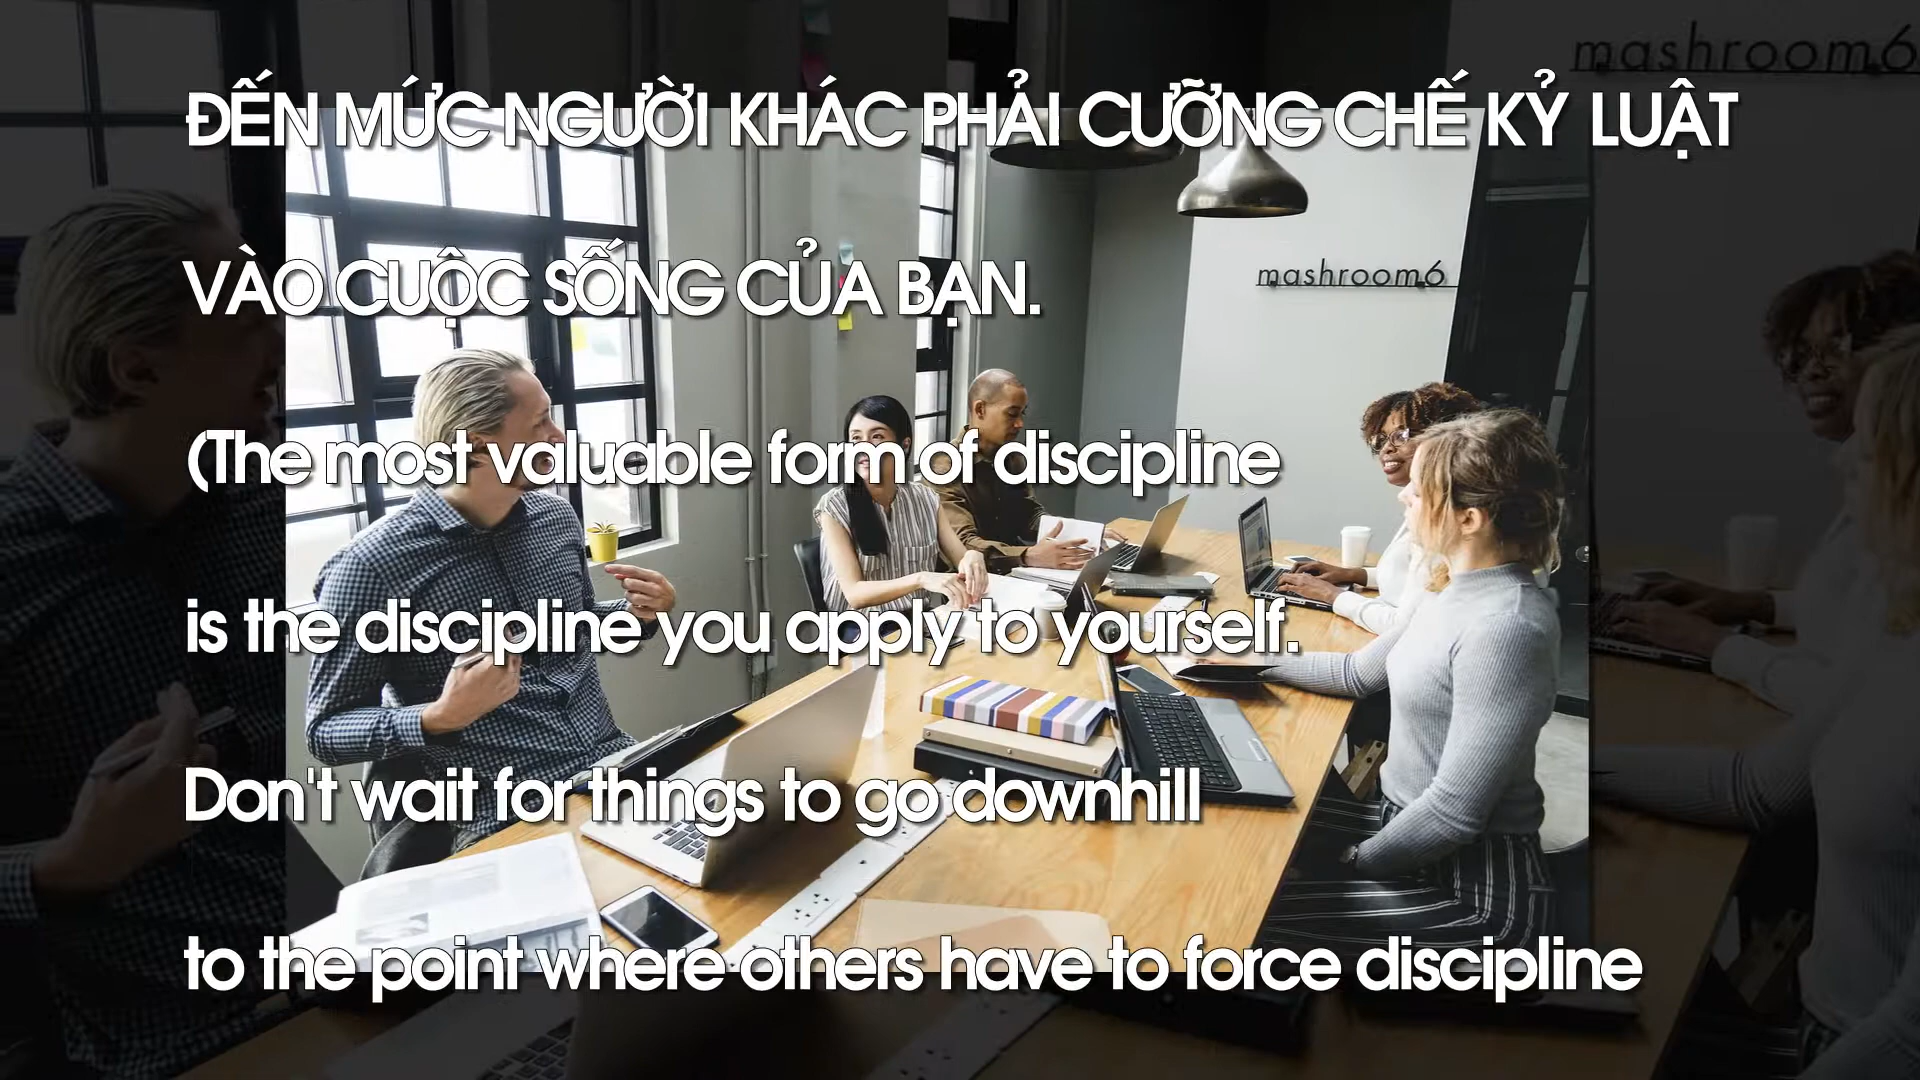 mashroom6
ĐẾN MỨC NGƯỜI KHÁC PHẢI CƯỠNG CHẾ KỶ LUẬT
VÀO CUỘC SỐNG CỦA BẠN.
mashroom6
(The most valuable form of discipline
is the discipline you apply to yourself.
Don't wait for things to go downhill
to the point where others have to force discipline